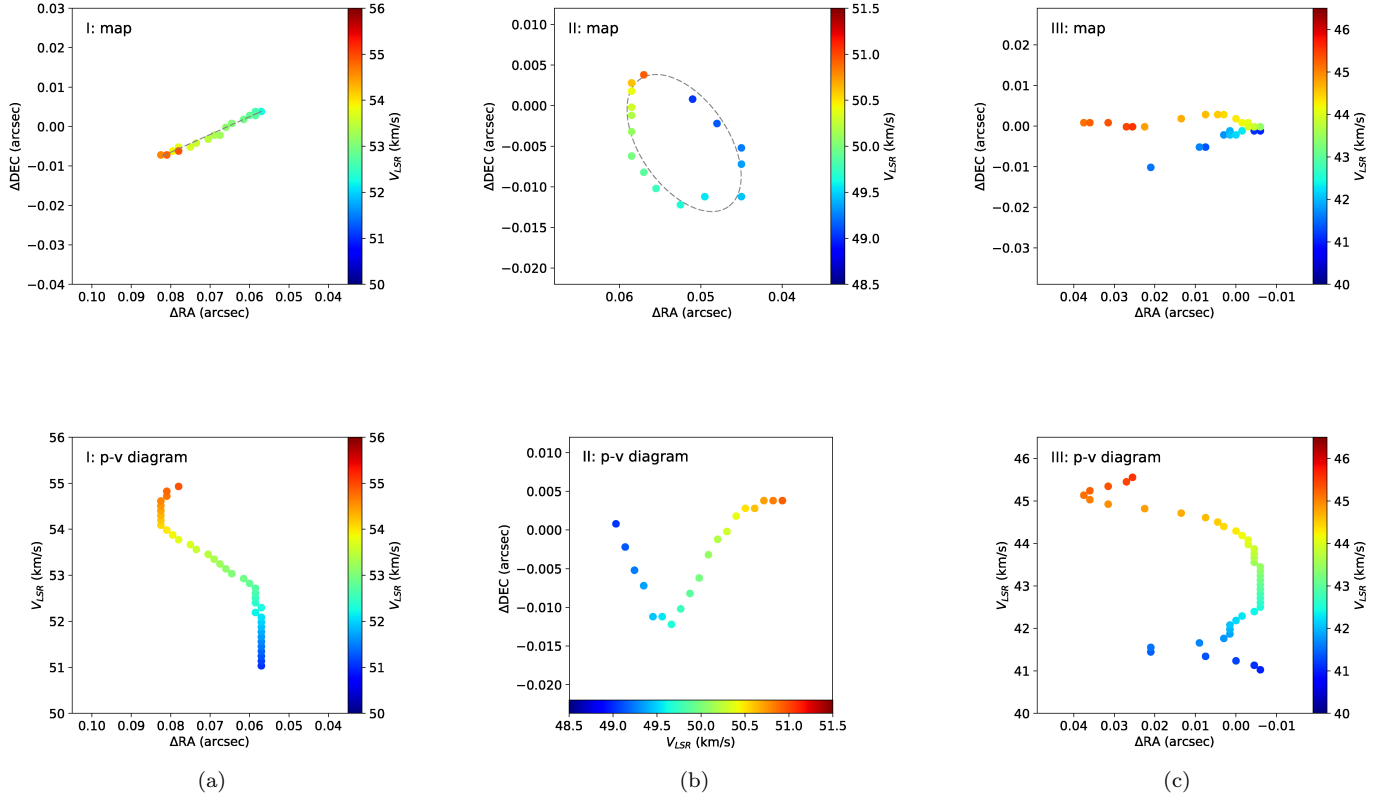 I: map
0.03
0.02
0.01
0.00
−0.01
−0.02
−0.03
−0.04
0.10 0.09 0.08 0.07 0.06 0.05 0.04
ΔRA (arcsec)
ΔDEC (arcsec)
56
55
54
53
52
51
50
V_LSR (km/s)
II: map
0.010
0.005
0.000
−0.005
−0.010
−0.015
−0.020
0.06 0.05 0.04
ΔRA (arcsec)
ΔDEC (arcsec)
51.5
51.0
50.5
50.0
49.5
49.0
48.5
V_LSR (km/s)
III: map
0.02
0.01
0.00
−0.01
−0.02
−0.03
0.04 0.03 0.02 0.01 0.00 −0.01
ΔRA (arcsec)
ΔDEC (arcsec)
46
45
44
43
42
41
40
V_LSR (km/s)
I: p-v diagram
56
55
54
53
52
51
50
0.10 0.09 0.08 0.07 0.06 0.05 0.04
ΔRA (arcsec)
V_LSR (km/s)
56
55
54
53
52
51
50
V_LSR (km/s)
(a)
II: p-v diagram
0.010
0.005
0.000
−0.005
−0.010
−0.015
−0.020
ΔDEC (arcsec)
48.5 49.0 49.5 50.0 50.5 51.0 51.5
V_LSR (km/s)
(b)
III: p-v diagram
46
45
44
43
42
41
40
0.04 0.03 0.02 0.01 0.00 −0.01
ΔRA (arcsec)
V_LSR (km/s)
46
45
44
43
42
41
40
V_LSR (km/s)
(c)